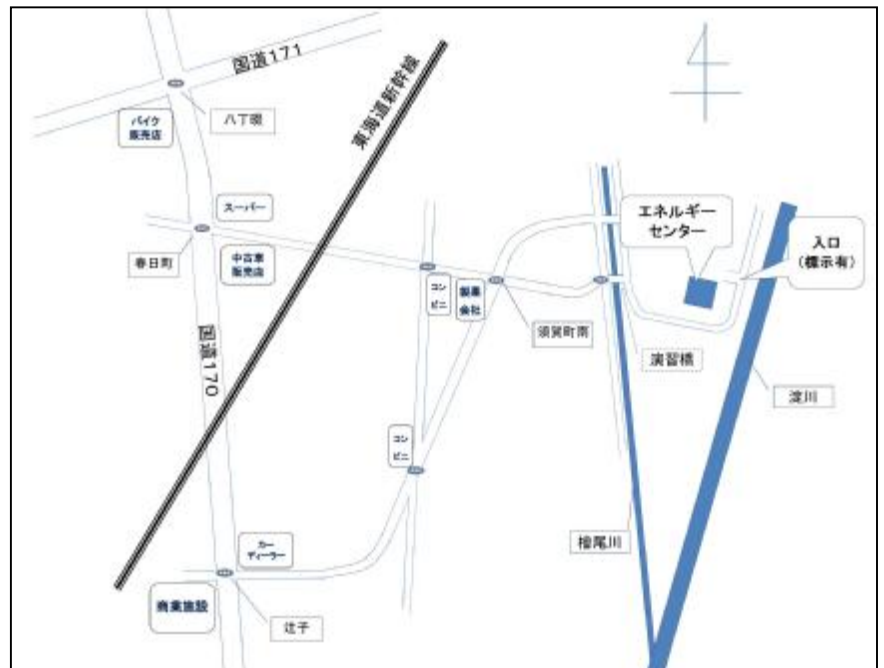 国道171
東海道新幹線
バイク
販売店
八丁畷
スーパー
エネルギー
センター
入口
(標示有)
春日町
中古車
販売店
コン
ビニ
製薬
会社
須賀町南
演習橋
国道170
淀川
コン
ビニ
檜尾川
カー
ディーラー
商業施設
辻子